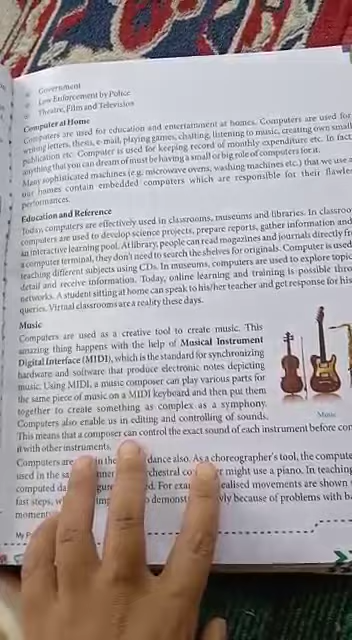 Government
Law Enforcement by Police
Theatre, Film and Television
Computer at Home
Computers are used for education and entertainment at homes. Computers are used for
writing letters, thesis, e-mail, playing games, chatting, listening to music, creating own small
publication etc. Computer is used for keeping record of monthly expenditure etc. In fact
anything that you can dream of must be having a small or big role of computers for it.
Many sophisticated machines (e.g. microwave ovens, washing machines etc.) that we use a
our homes contain embedded computers which are responsible for their flawle
performances.
Education and Reference
Today, computers are effectively used in classrooms, museums and libraries. In classroo
computers are used to develop science projects, prepare reports, gather information and
an interactive learning pool. At library, people can read magazines and journals directly fr
a computer terminal, they don't need to search the shelves for originals. Computer is used
teaching different subjects using CDs. In museums, computers are used to explore topic
detail and receive information. Today, online learning and training is possible thro
networks. A student sitting at home can speak to his/her teacher and get response for his
queries. Virtual classrooms are a reality these days.
Music
Computers are used as a creative tool to create music. This
amazing thing happens with the help of Musical Instrument
Digital Interface (MIDI), which is the standard for synchronizing
hardware and software that produce electronic notes depicting
music. Using MIDI, a music composer can play various parts for
the same piece of music on a MIDI keyboard and then put them
together to create something as complex as a symphony.
Computers also enable us in editing and controlling of sounds.
Music
This means that a composer can control the exact sound of each instrument before com
it with other instruments.
Computers are in the dance also. As a choreographer's tool, the compute
used in the sa orchestral co er might use a piano. In teaching
computed da gure d. For exa ealised movements are shown
fast steps, w imp o demonst ly because of problems with ba
moment
My P